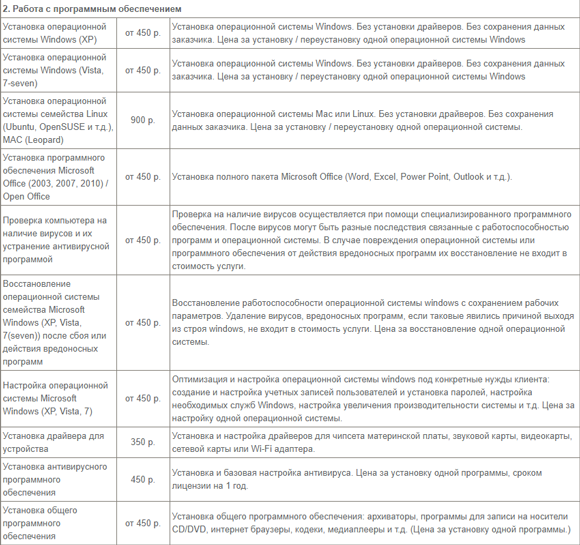 2. Работа с программным обеспечением
Установка операционной
системы Windows (XP)
от 450 р.
Установка операционной системы Windows. Без установки драйверов. Без сохранения данных
заказчика. Цена за установку / переустановку одной операционной системы Windows
Установка операционной
системы Windows (Vista,
7-seven)
от 450 р.
Установка операционной системы Windows. Без установки драйверов. Без сохранения данных
заказчика. Цена за установку / переустановку одной операционной системы Windows
Установка операционной
системы семейства Linux
(Ubuntu, OpenSUSE и т.д.),
MAC (Leopard)
900 р.
Установка операционной системы Mac или Linux. Без установки драйверов. Без сохранения
данных заказчика. Цена за установку / переустановку одной операционной системы.
Установка программного
обеспечения Microsoft
Office (2003, 2007, 2010) /
Open Office
от 450 р.
Установка полного пакета Microsoft Office (Word, Excel, Power Point, Outlook и т.д.).
Проверка компьютера на
наличие вирусов и их
устранение антивирусной
программой
от 450 р.
Проверка на наличие вирусов осуществляется при помощи специализированного программного
обеспечения. После вирусов могут быть разные последствия связанные с работоспособностью
программ и операционной системы. В случае повреждения операционной системы или
программного обеспечения от действия вредоносных программ их восстановление не входит в
стоимость услуги.
Восстановление
операционной системы
семейства Microsoft
Windows (XP, Vista,
7(seven)) после сбоя или
действия вредоносных
программ
от 450 р.
Восстановление работоспособности операционной системы windows с сохранением рабочих
параметров. Удаление вирусов, вредоносных программ, если таковые явились причиной выхода
из строя windows, не входит в стоимость услуги. Цена за восстановление одной операционной
системы.
Настройка операционной
системы Microsoft
Windows (XP, Vista, 7)
от 450 р.
Оптимизация и настройка операционной системы windows под конкретные нужды клиента:
создание и настройка учетных записей пользователей и установка паролей, настройка
необходимых служб Windows, настройка увеличения производительности системы и т.д. Цена за
настройку одной операционной системы.
Установка драйвера для
устройства
350 р.
Установка и настройка драйверов для чипсета материнской платы, звуковой карты, видеокарты,
сетевой карты или Wi-Fi адаптера.
Установка антивирусного
программного
обеспечения
450 р.
Установка и базовая настройка антивируса. Цена за установку одной программы, сроком
лицензии на 1 год.
Установка общего
программного
обеспечения
от 450 р.
Установка общего программного обеспечения: архиваторы, программы для записи на носители
CD/DVD, интернет браузеры, кодеки, медиаплееры и т.д. (Цена за установку одной программы.)